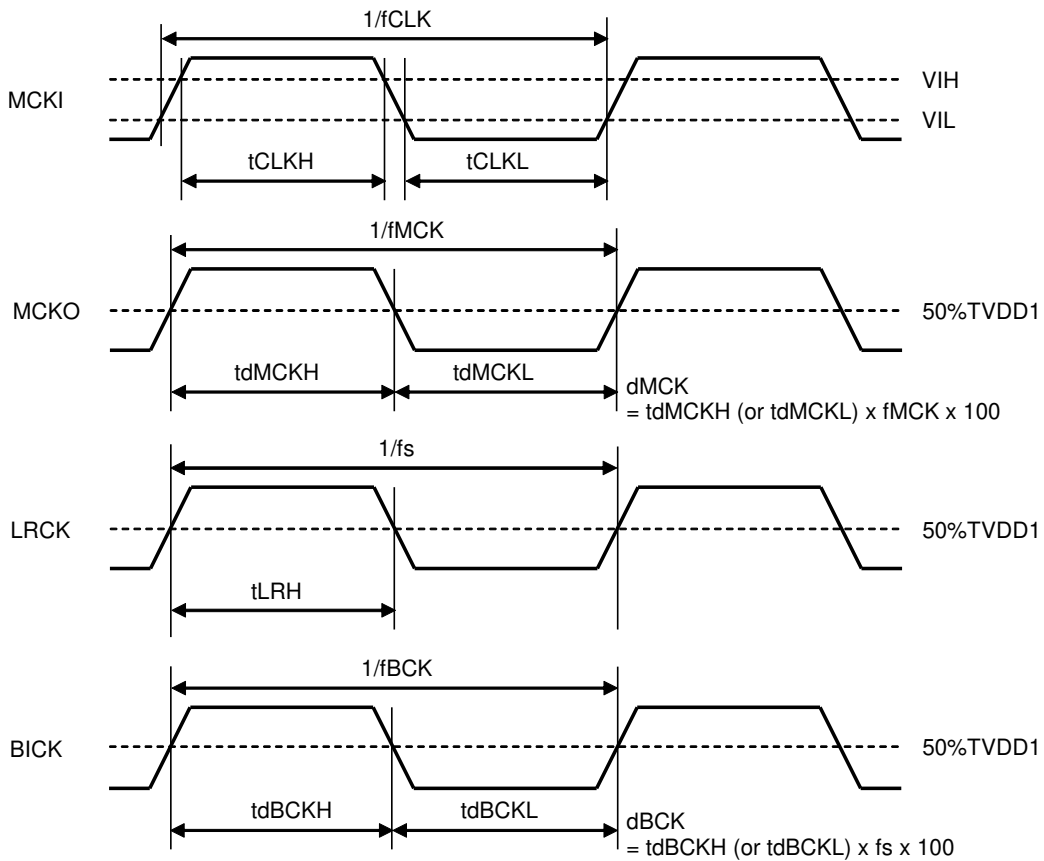 1/fCLK
MCKI
VIH
VIL
tCLKH
tCLKL
1/fMCK
MCKO
50%TVDD1
tdMCKH
tdMCKL
dMCK
= tdMCKH (or tdMCKL) x fMCK x 100
1/fs
LRCK
50%TVDD1
tLRH
1/fBCK
BICK
50%TVDD1
tdBCKH
tdBCKL
dBCK
= tdBCKH (or tdBCKL) x fs x 100